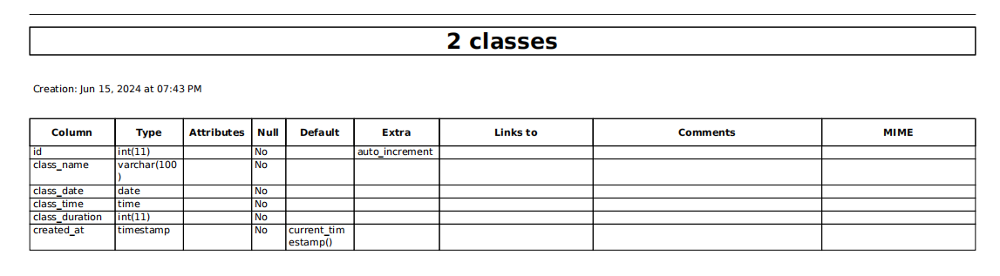 2 classes
Creation: Jun 15, 2024 at 07:43 PM
Column Type Attributes Null Default Extra Links to Comments MIME
id int(11) No auto_increment
class_name varchar(100 No
)
class_date date No
class_time time No
class_duration int(11) No
created_at timestamp No current_tim
estamp()